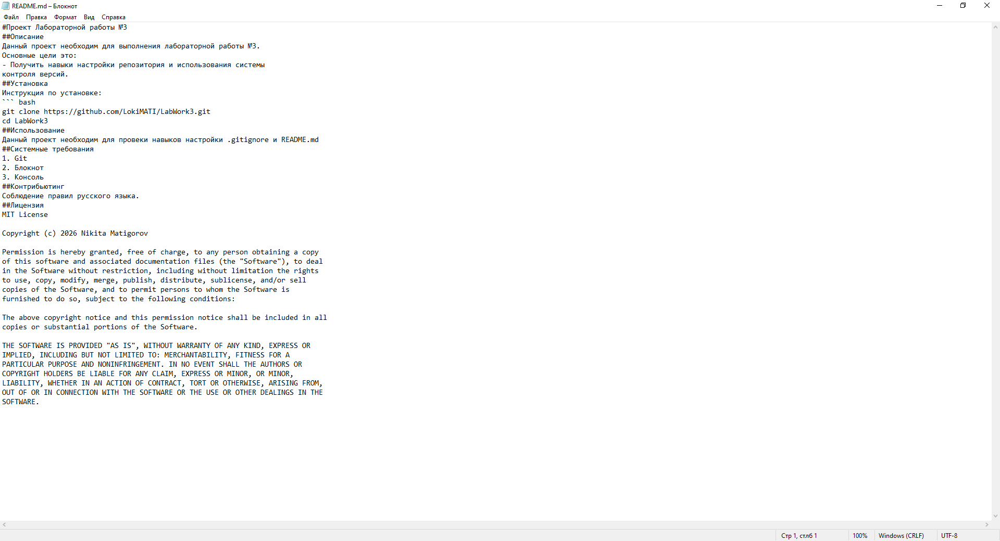 README.md – Блокнот
Файл Правка Формат Вид Справка
#Проект Лабораторной работы №3
##Описание
Данный проект необходим для выполнения лабораторной работы №3.
Основные цели это:
- Получить навыки настройки репозитория и использования системы
контроля версий.
##Установка
Инструкция по установке:
``` bash
git clone https://github.com/LokiMATI/LabWork3.git
cd LabWork3
##Использование
Данный проект необходим для провеки навыков настройки .gitignore и README.md
##Системные требования
1. Git
2. Блокнот
3. Консоль
##Контрибьютинг
Соблюдение правил русского языка.
##Лицензия
MIT License

Copyright (c) 2026 Nikita Matigorov

Permission is hereby granted, free of charge, to any person obtaining a copy
of this software and associated documentation files (the "Software"), to deal
in the Software without restriction, including without limitation the rights
to use, copy, modify, merge, publish, distribute, sublicense, and/or sell
copies of the Software, and to permit persons to whom the Software is
furnished to do so, subject to the following conditions:

The above copyright notice and this permission notice shall be included in all
copies or substantial portions of the Software.

THE SOFTWARE IS PROVIDED "AS IS", WITHOUT WARRANTY OF ANY KIND, EXPRESS OR
IMPLIED, INCLUDING BUT NOT LIMITED TO: MERCHANTABILITY, FITNESS FOR A
PARTICULAR PURPOSE AND NONINFRINGEMENT. IN NO EVENT SHALL THE AUTHORS OR
COPYRIGHT HOLDERS BE LIABLE FOR ANY CLAIM, EXPRESS OR MINOR, OR MINOR,
LIABILITY, WHETHER IN AN ACTION OF CONTRACT, TORT OR OTHERWISE, ARISING FROM,
OUT OF OR IN CONNECTION WITH THE SOFTWARE OR THE USE OR OTHER DEALINGS IN THE
SOFTWARE.
Стр 1, стлб 1 100% Windows (CRLF) UTF-8